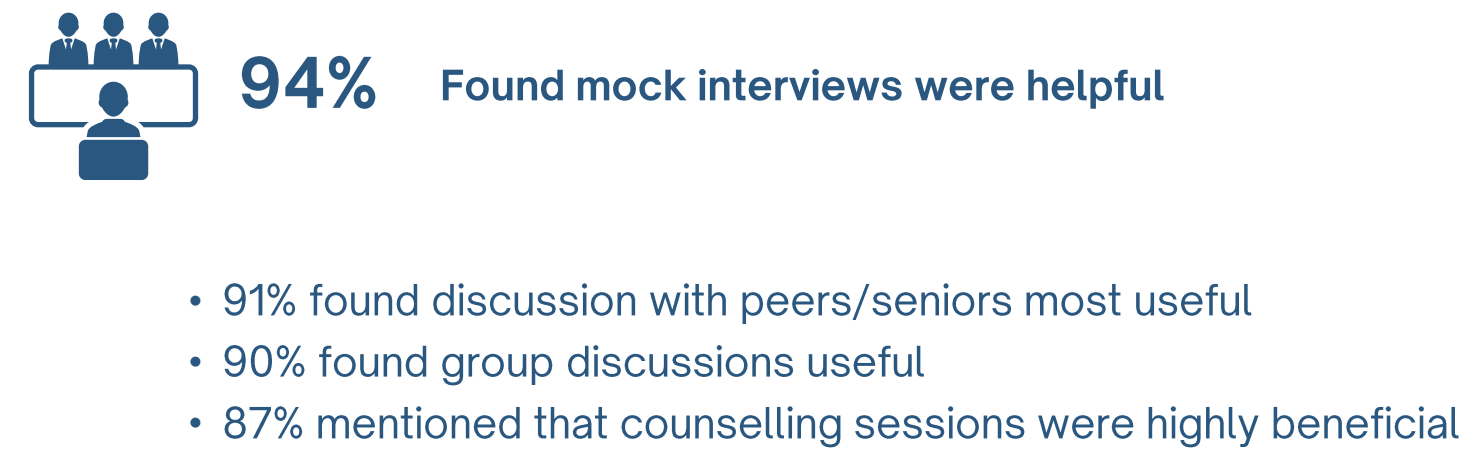 94% Found mock interviews were helpful
• 91% found discussion with peers/seniors most useful
• 90% found group discussions useful
• 87% mentioned that counselling sessions were highly beneficial